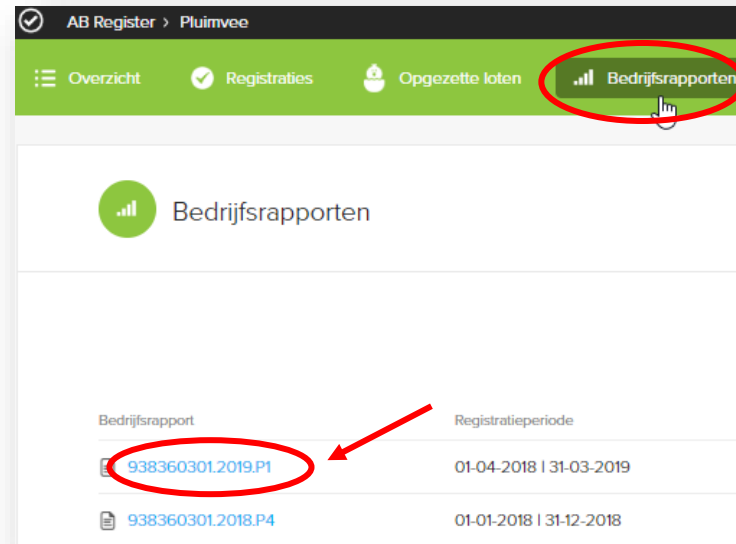 AB Register > Pluimvee
Overzicht Registraties Opgezette loten Bedrijfsrapporten
Bedrijfsrapporten
Bedrijfsrapport Registratieperiode
938360301.2019.P1 01-04-2018 | 31-03-2019
938360301.2018.P4 01-01-2018 | 31-12-2018